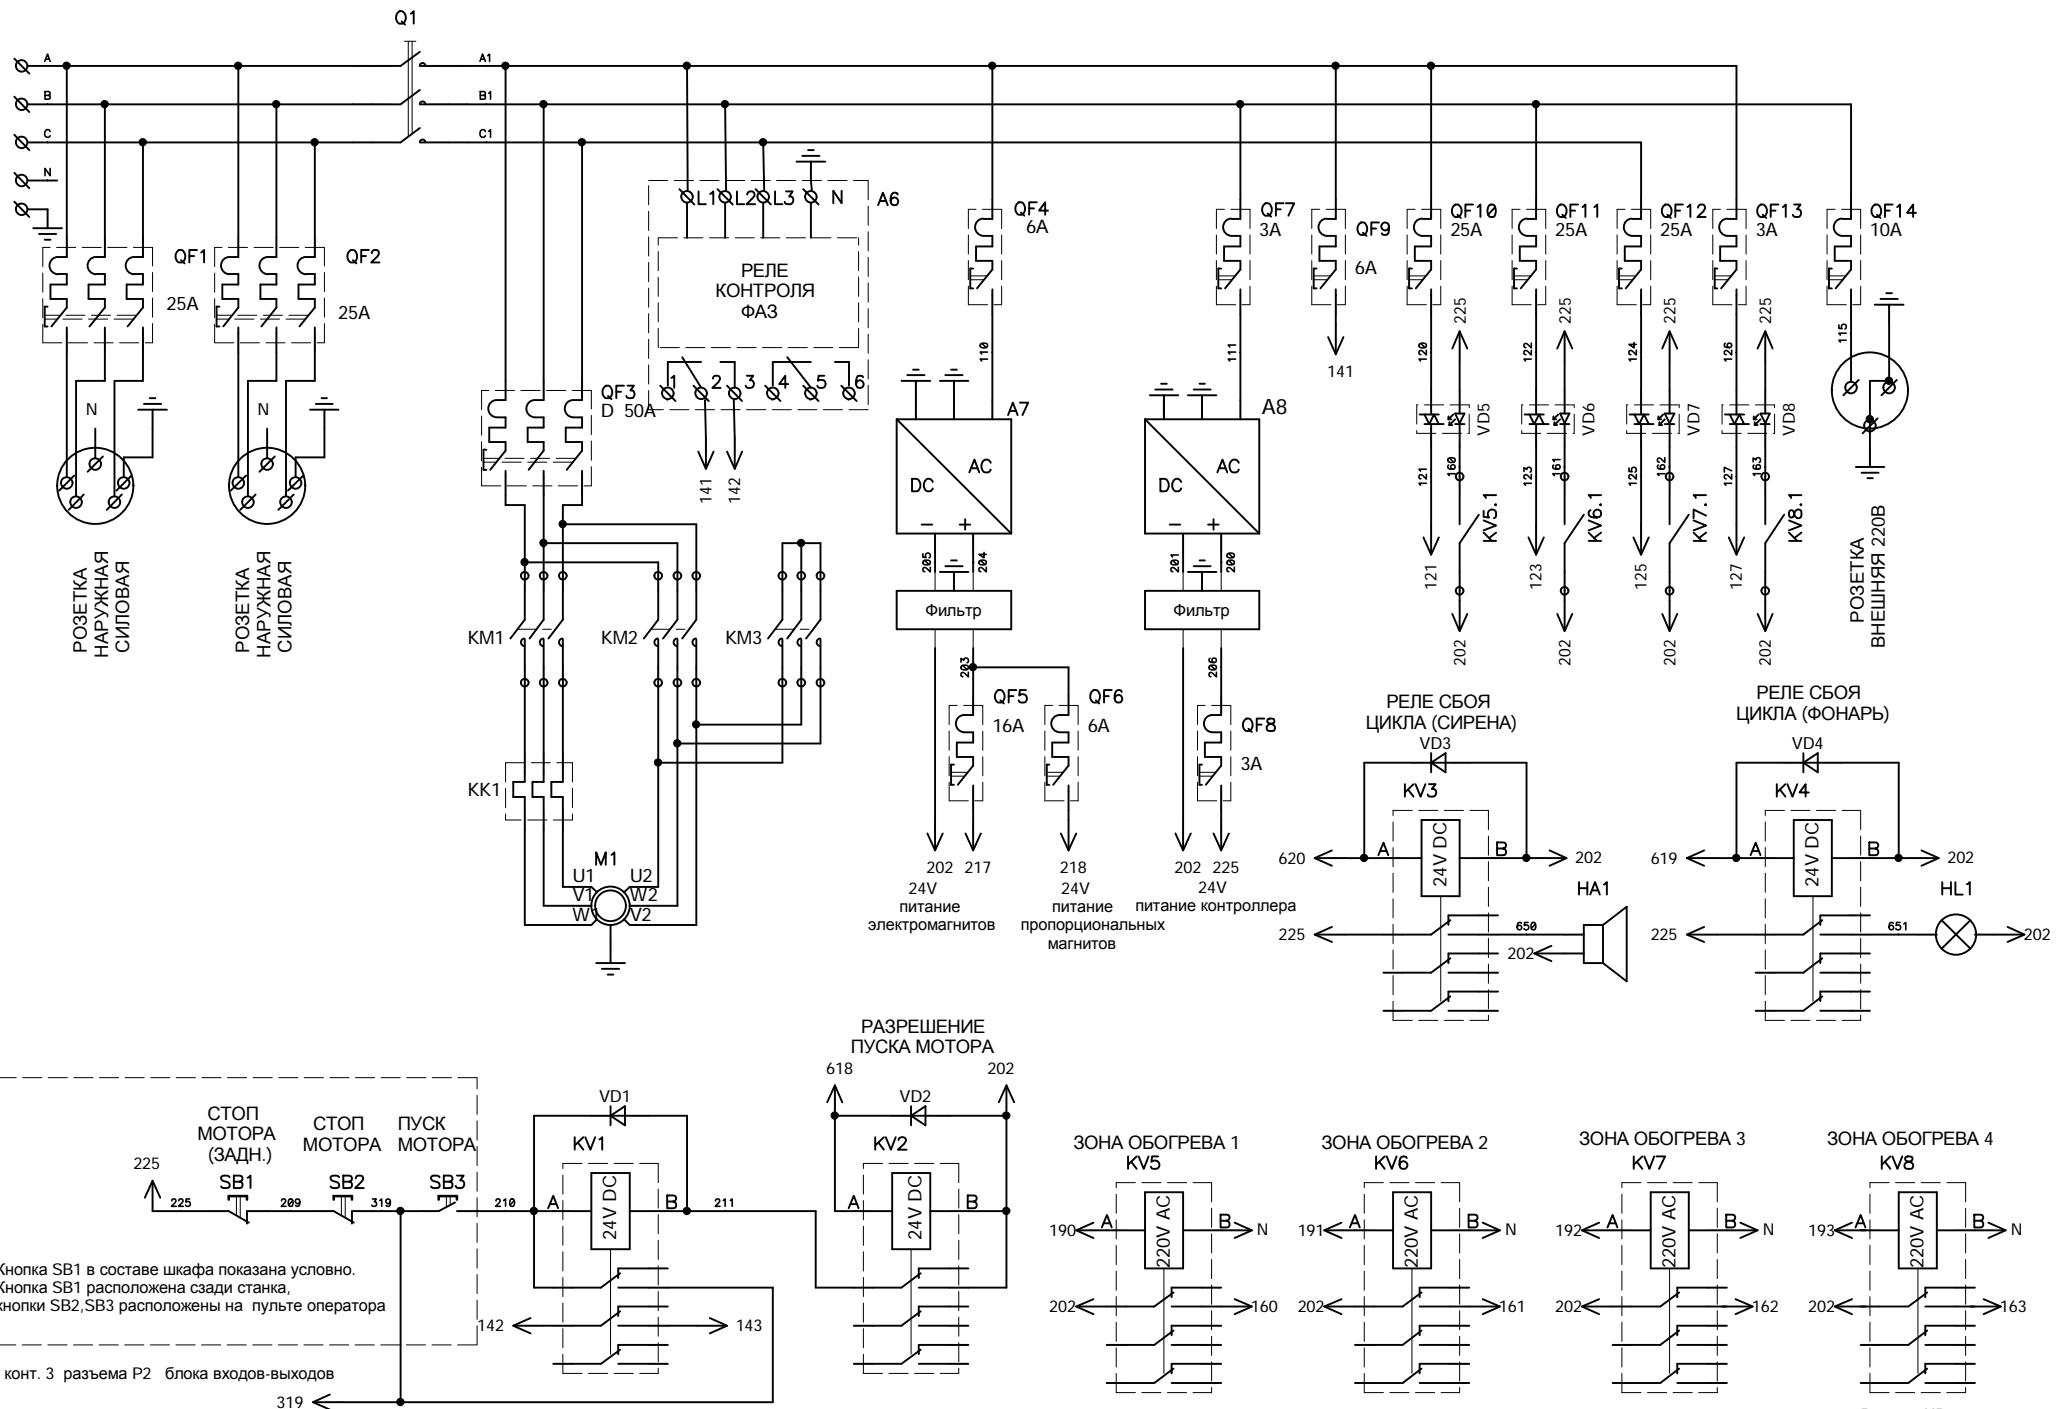 Q1
A
A1
B
B1
C
C1
N
L1 L2 L3 N A6
QF1
25A
QF2
25A
РЕЛЕ
КОНТРОЛЯ
ФАЗ
1 2 3 4 5 6
141
142
QF3
D 50A
QF4
6A
QF7
3A
QF9
6A
141
QF10
25A
QF11
25A
QF12
25A
QF13
3A
QF14
10A
110
111
120
225
122
225
124
225
126
225
115
N
N
A7
AC
DC
– +
A8
AC
DC
– +
VD5
VD6
VD7
VD8
121
160
123
161
125
162
127
163
KV5.1
KV6.1
KV7.1
KV8.1
121
202
123
202
125
202
127
202
РОЗЕТКА
ВНЕШНЯЯ 220В
РОЗЕТКА
НАРУЖНАЯ
СИЛОВАЯ
РОЗЕТКА
НАРУЖНАЯ
СИЛОВАЯ
205
204
201
200
Фильтр
Фильтр
KM1
KM2
KM3
203
206
QF5
16A
QF6
6A
QF8
3A
KK1
M1
U1 U2
V1 W2
W1 V2
202 217
24V
питание
электромагнитов
218
24V
питание
пропорциональных
магнитов
202 225
24V
питание контроллера
РЕЛЕ СБОЯ
ЦИКЛА (СИРЕНА)
VD3
KV3
24V DC
620 A B 202
HA1
225
650
202
РЕЛЕ СБОЯ
ЦИКЛА (ФОНАРЬ)
VD4
KV4
24V DC
619 A B 202
HL1
225
651
202
СТОП
МОТОРА
(ЗАДН.)
СТОП
МОТОРА
ПУСК
МОТОРА
225
SB1
SB2
SB3
225
209
319
210
VD1
KV1
24V DC
A B
211
142
143
РАЗРЕШЕНИЕ
ПУСКА МОТОРА
618
202
VD2
KV2
24V DC
A B
Кнопка SB1 в составе шкафа показана условно.
Кнопка SB1 расположена сзади станка,
кнопки SB2,SB3 расположены на пульте оператора
конт. 3 разъема P2 блока входов-выходов
319
ЗОНА ОБОГРЕВА 1
KV5
220V AC
190 A B N
202
160
ЗОНА ОБОГРЕВА 2
KV6
220V AC
191 A B N
202
161
ЗОНА ОБОГРЕВА 3
KV7
220V AC
192 A B N
202
162
ЗОНА ОБОГРЕВА 4
KV8
220V AC
193 A B N
202
163